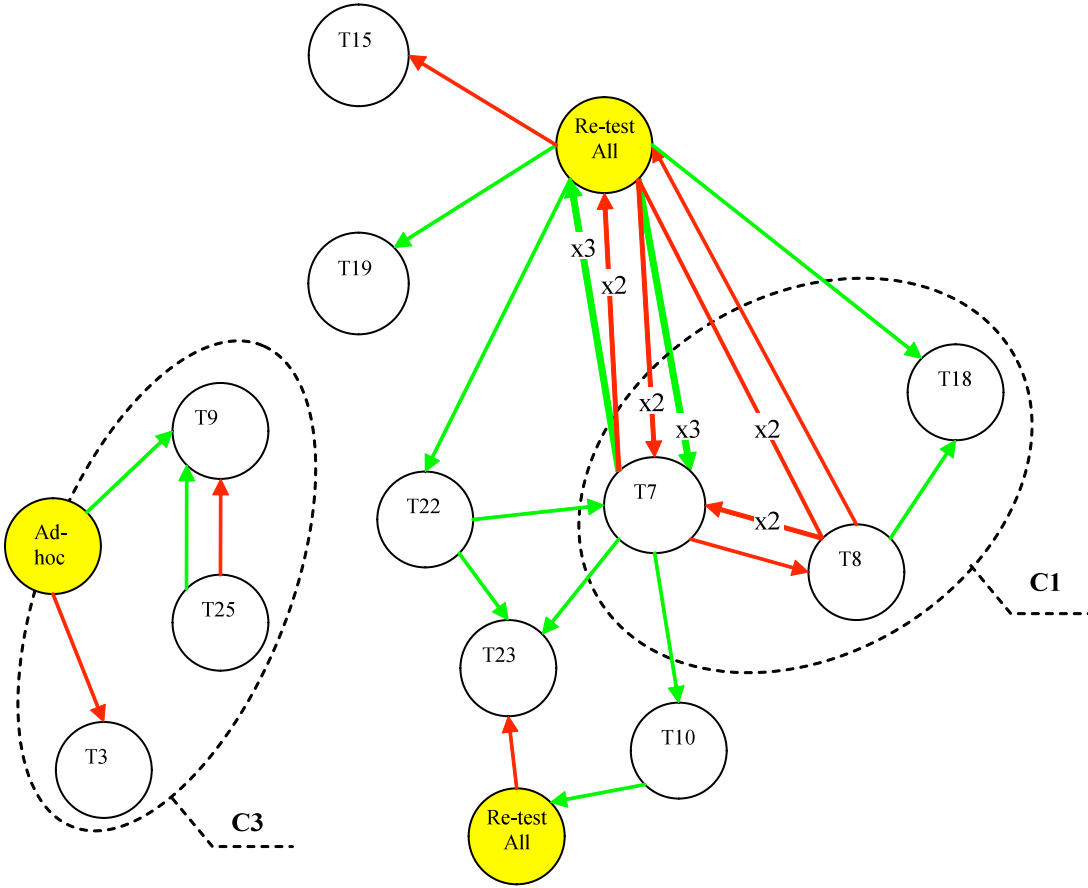 T15
Re-test
All
T19
x3
x2
T18
x2
x3
x2
T9
T7
T22
x2
Ad-
hoc
T8
C1
T25
T23
T10
T3
C3
Re-test
All